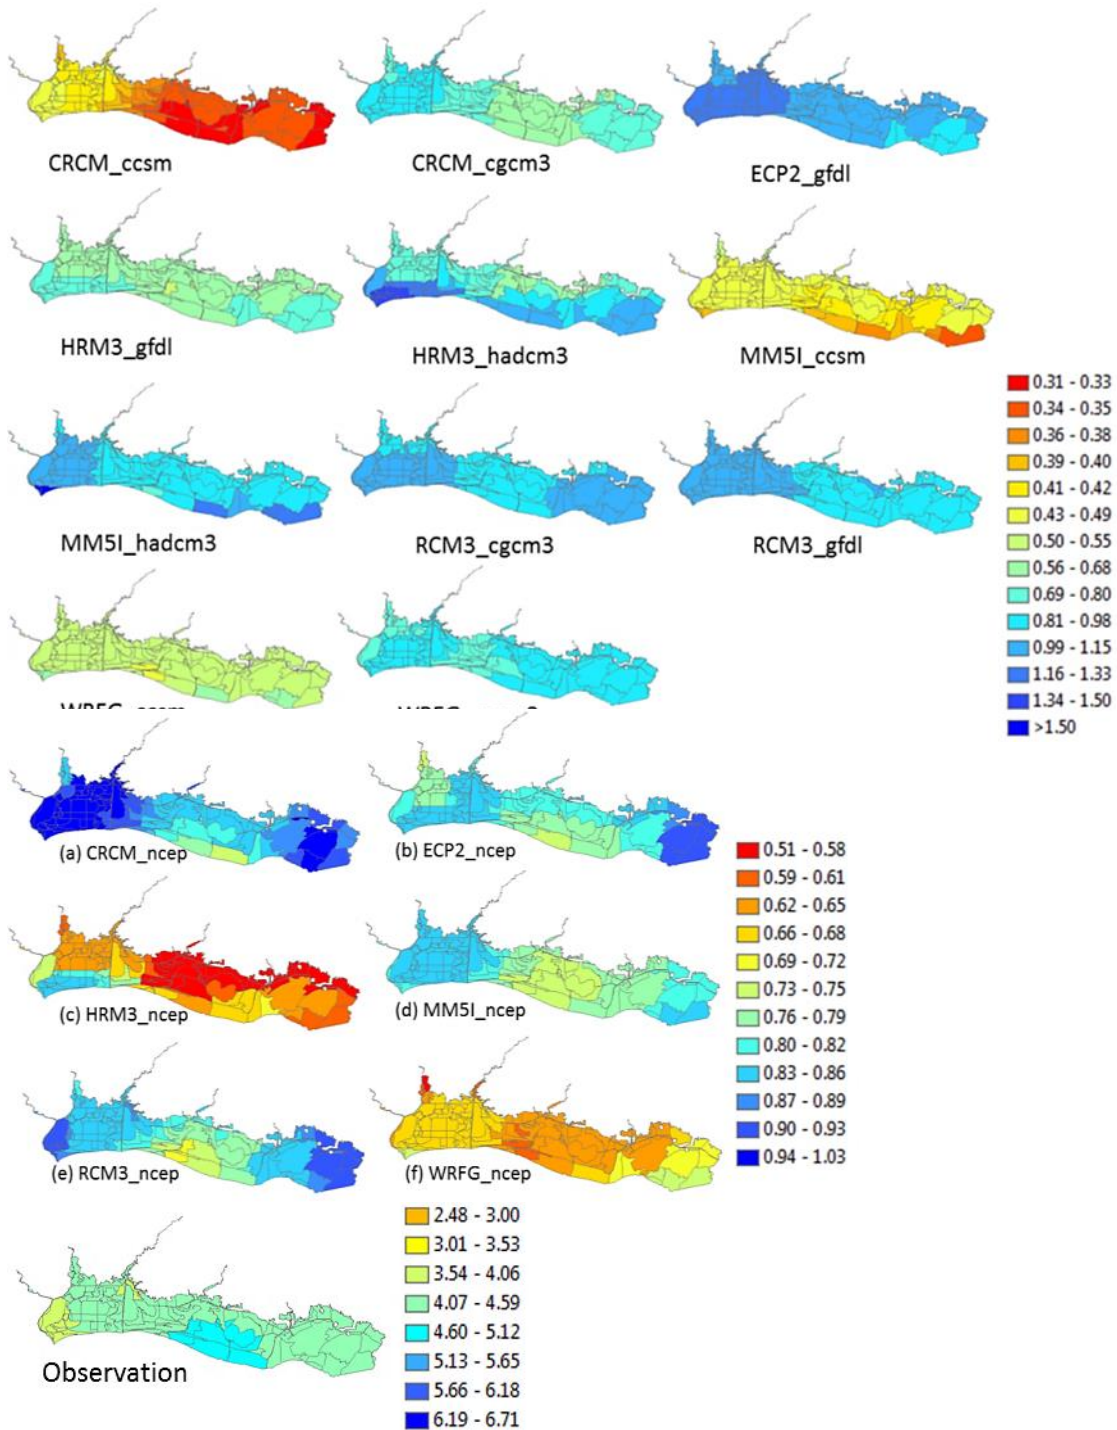 CRCM_ccsm
CRCM_cgcm3
ECP2_gfdl
HRM3_gfdl
HRM3_hadcm3
MM5I_ccsm
MM5I_hadcm3
RCM3_cgcm3
RCM3_gfdl
0.31 - 0.33
0.34 - 0.35
0.36 - 0.38
0.39 - 0.40
0.41 - 0.42
0.43 - 0.49
0.50 - 0.55
0.56 - 0.68
0.69 - 0.80
0.81 - 0.98
0.99 - 1.15
1.16 - 1.33
1.34 - 1.50
>1.50
(a) CRCM_ncep
(b) ECP2_ncep
(c) HRM3_ncep
(d) MM5I_ncep
(e) RCM3_ncep
(f) WRFG_ncep
0.51 - 0.58
0.59 - 0.61
0.62 - 0.65
0.66 - 0.68
0.69 - 0.72
0.73 - 0.75
0.76 - 0.79
0.80 - 0.82
0.83 - 0.86
0.87 - 0.89
0.90 - 0.93
0.94 - 1.03
Observation
2.48 - 3.00
3.01 - 3.53
3.54 - 4.06
4.07 - 4.59
4.60 - 5.12
5.13 - 5.65
5.66 - 6.18
6.19 - 6.71